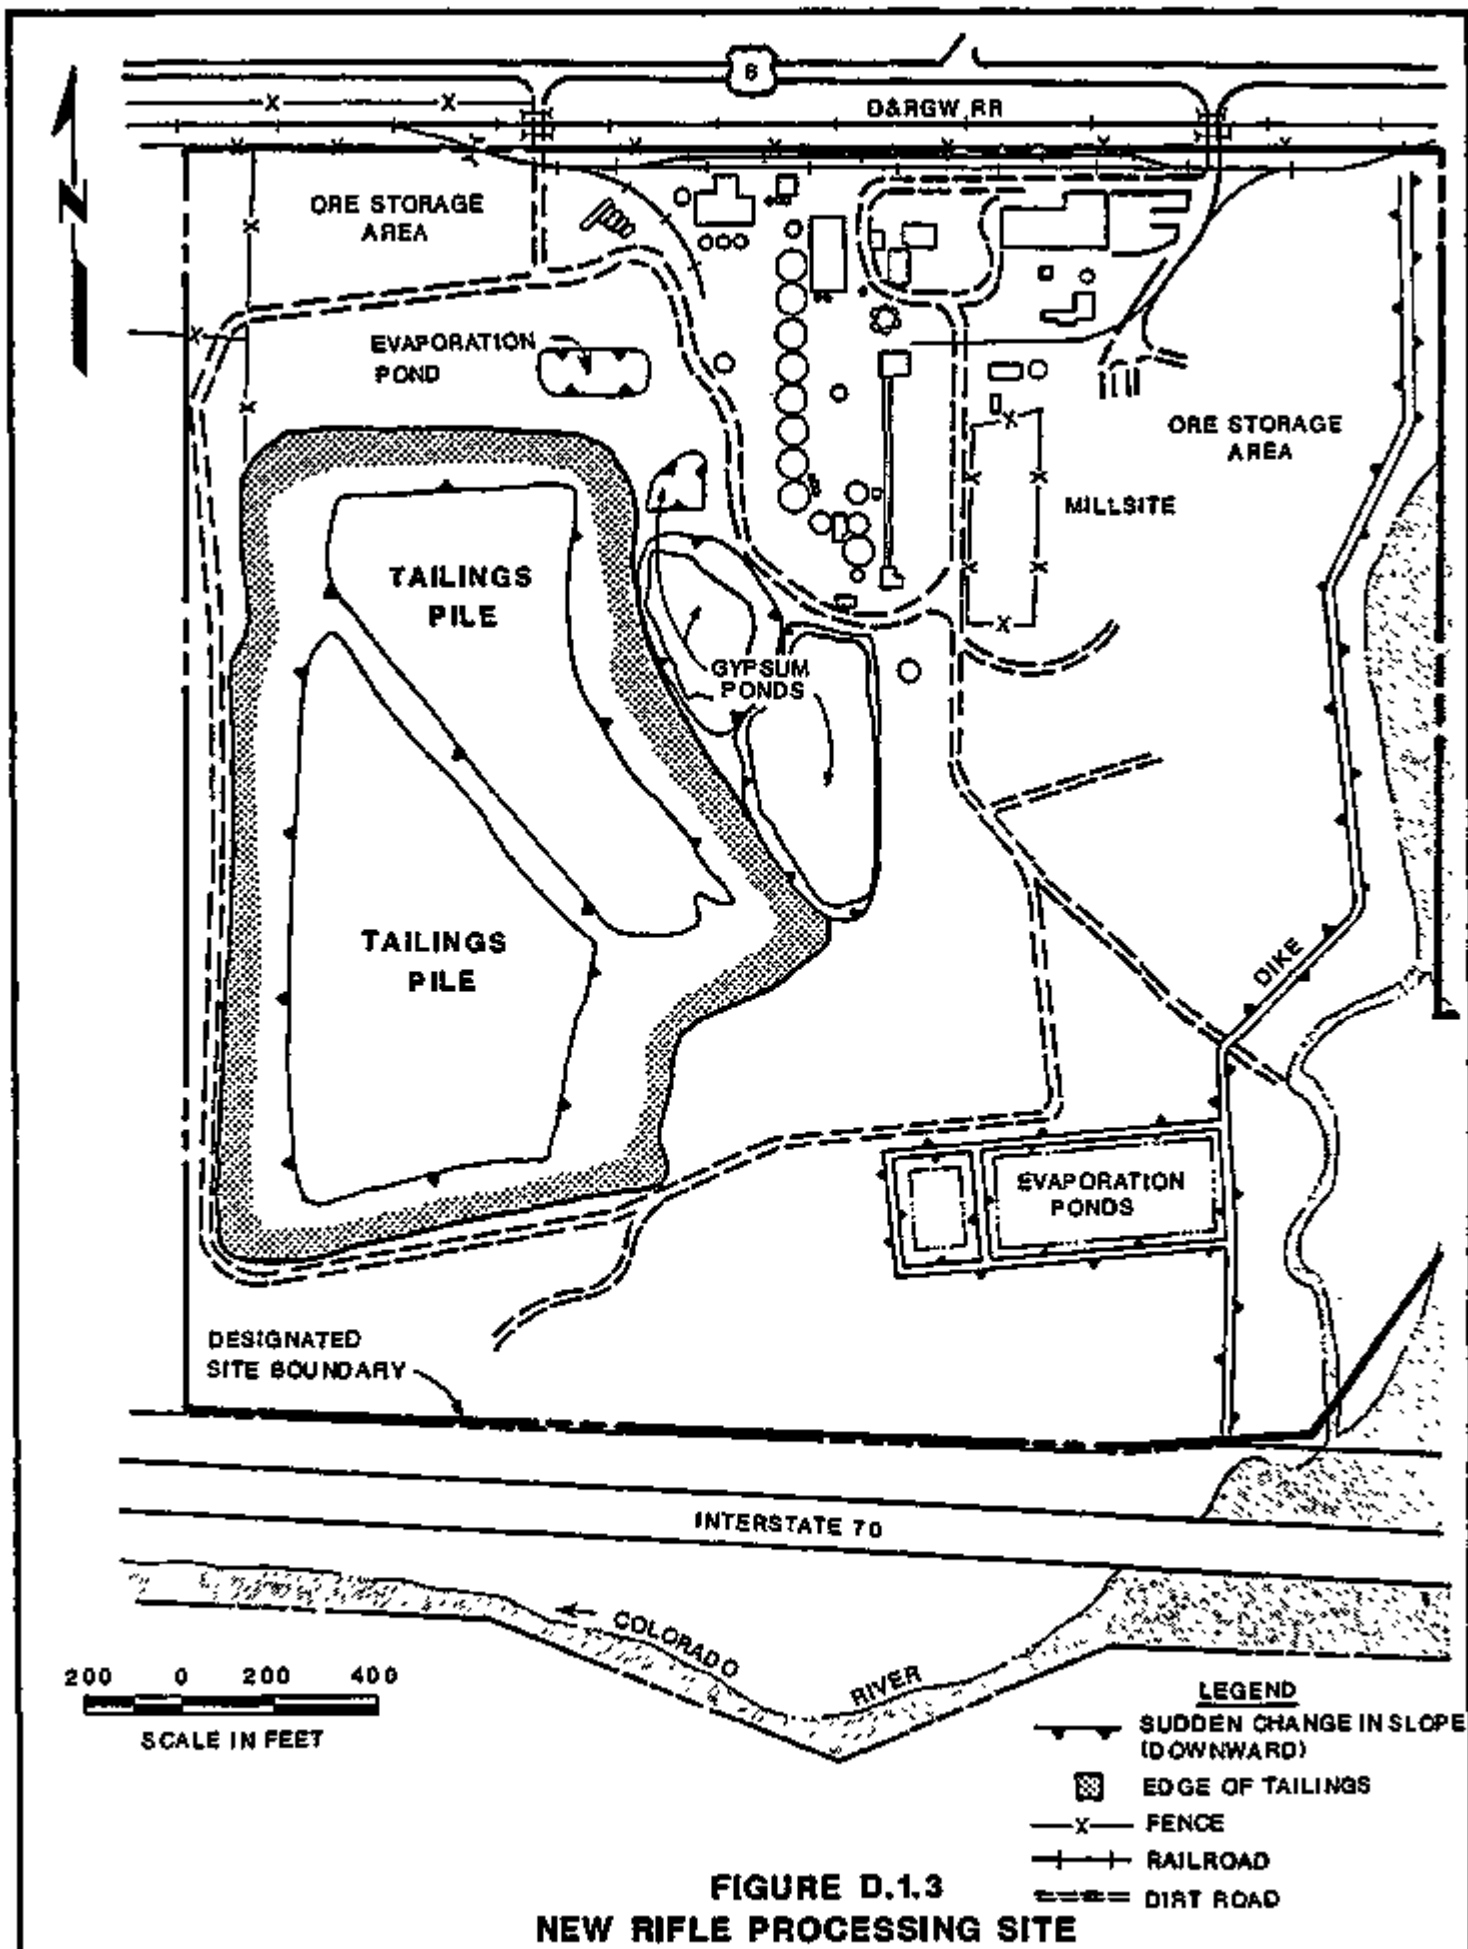 6
D&RGW RR
N
ORE STORAGE
AREA
EVAPORATION
POND
ORE STORAGE
AREA
MILLSITE
TAILINGS
PILE
GYPSUM
PONDS
TAILINGS
PILE
DIKE
EVAPORATION
PONDS
DESIGNATED
SITE BOUNDARY
INTERSTATE 70
COLORADO
RIVER
200 0 200 400
SCALE IN FEET
LEGEND
SUDDEN CHANGE IN SLOPE
(DOWNWARD)
EDGE OF TAILINGS
X FENCE
RAILROAD
DIRT ROAD
FIGURE D.1.3
NEW RIFLE PROCESSING SITE